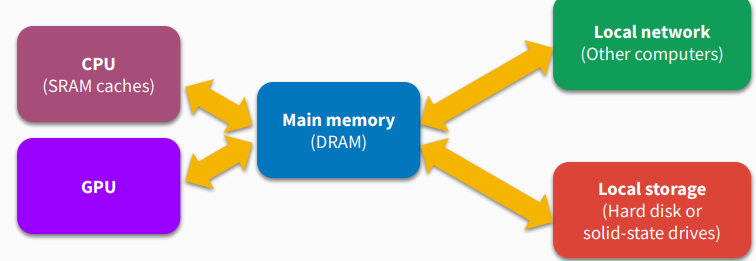 CPU
(SRAM caches)
GPU
Main memory
(DRAM)
Local network
(Other computers)
Local storage
(Hard disk or
solid-state drives)